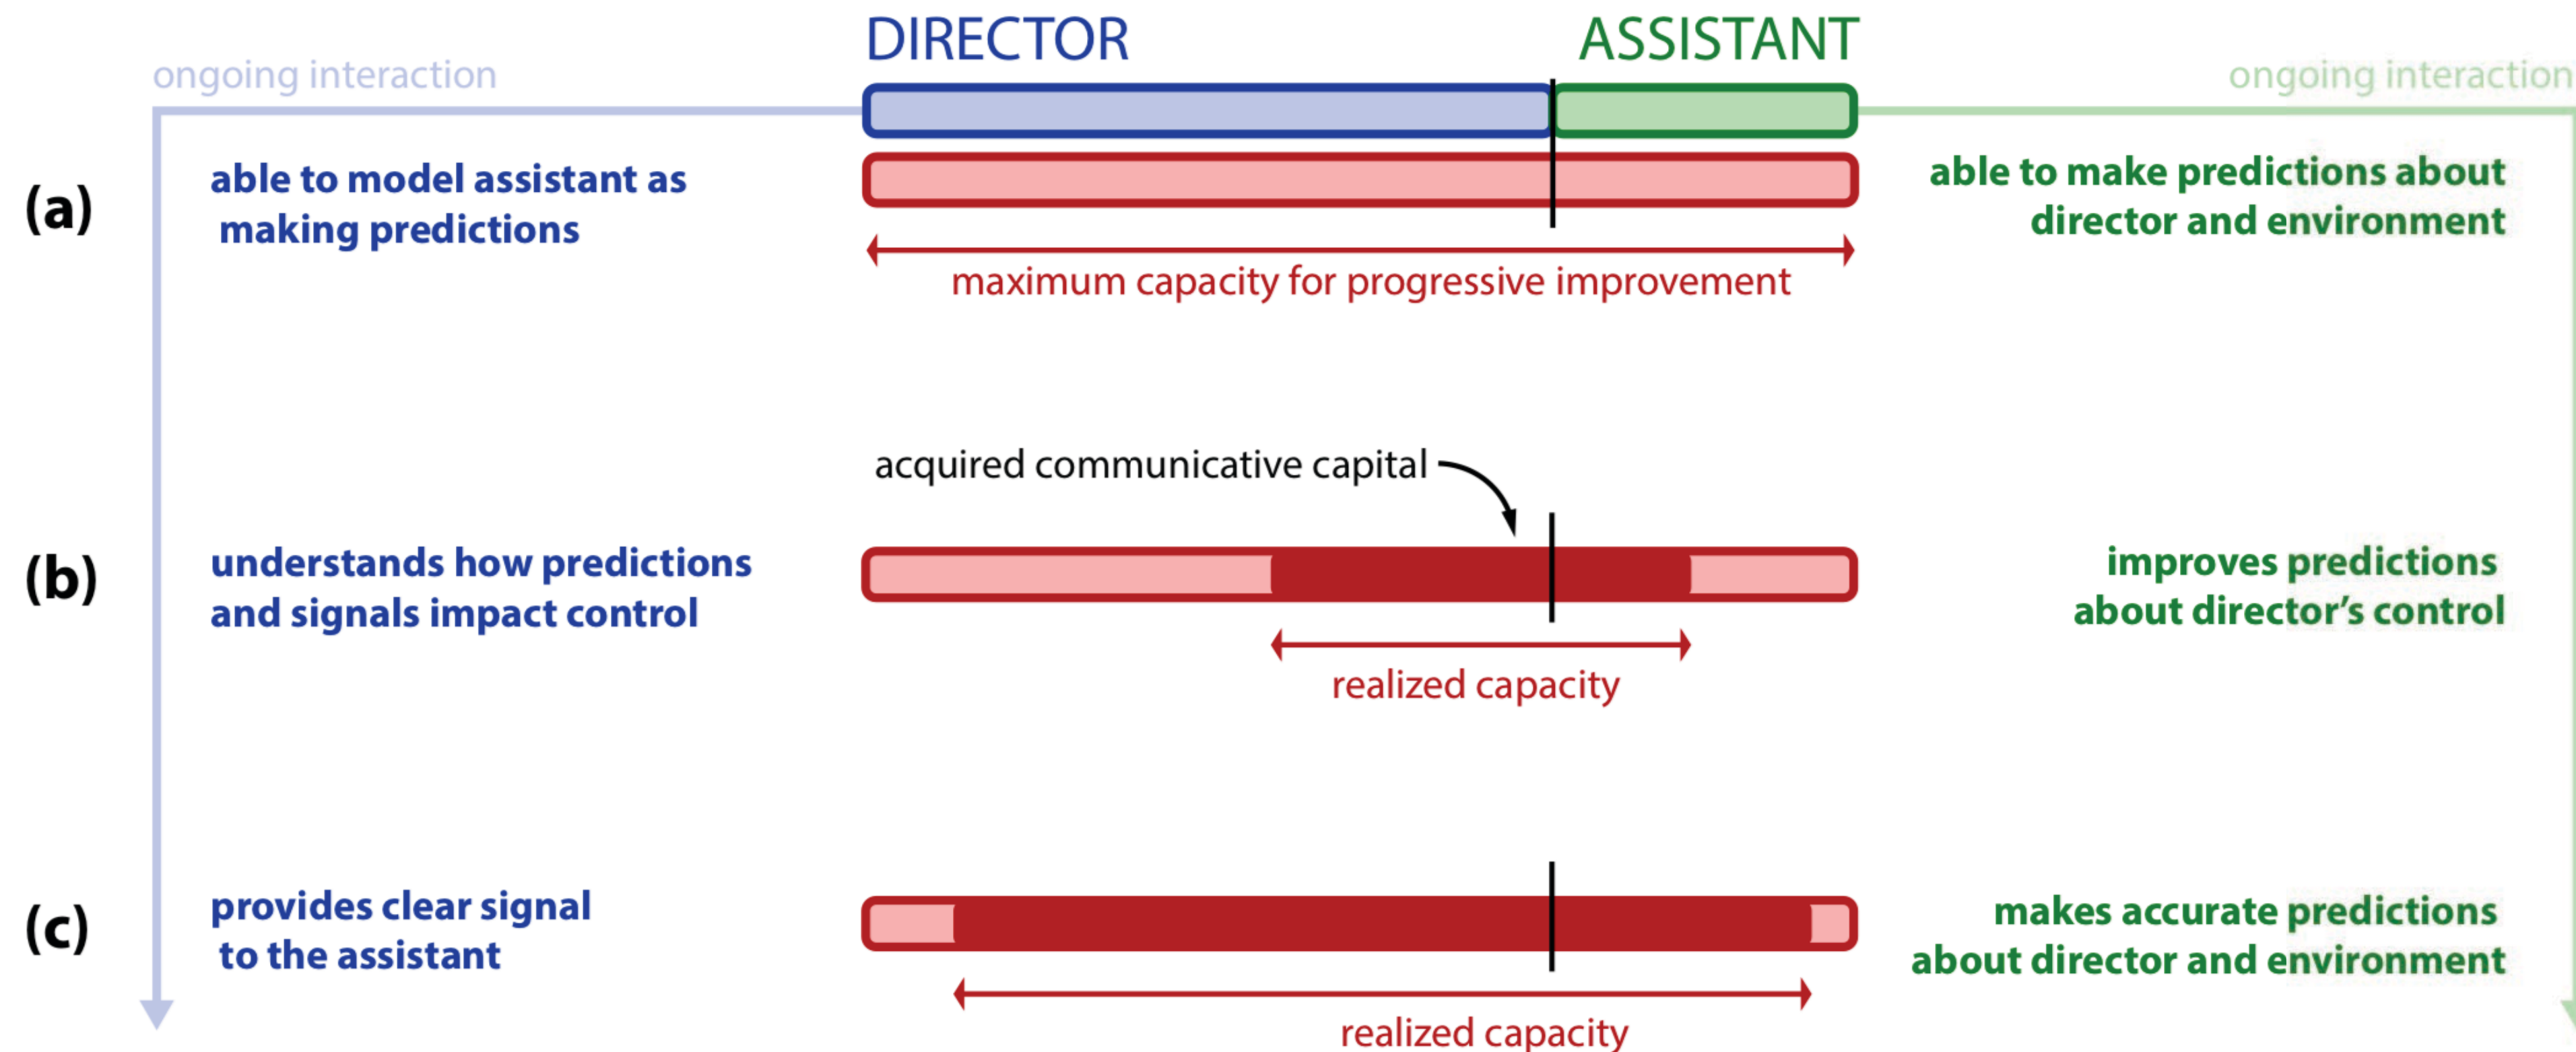 DIRECTOR
ASSISTANT
ongoing interaction
ongoing interaction
(a)
able to model assistant as
making predictions
able to make predictions about
director and environment
maximum capacity for progressive improvement
acquired communicative capital
(b)
understands how predictions
and signals impact control
improves predictions
about director's control
realized capacity
(c)
provides clear signal
to the assistant
makes accurate predictions
about director and environment
realized capacity